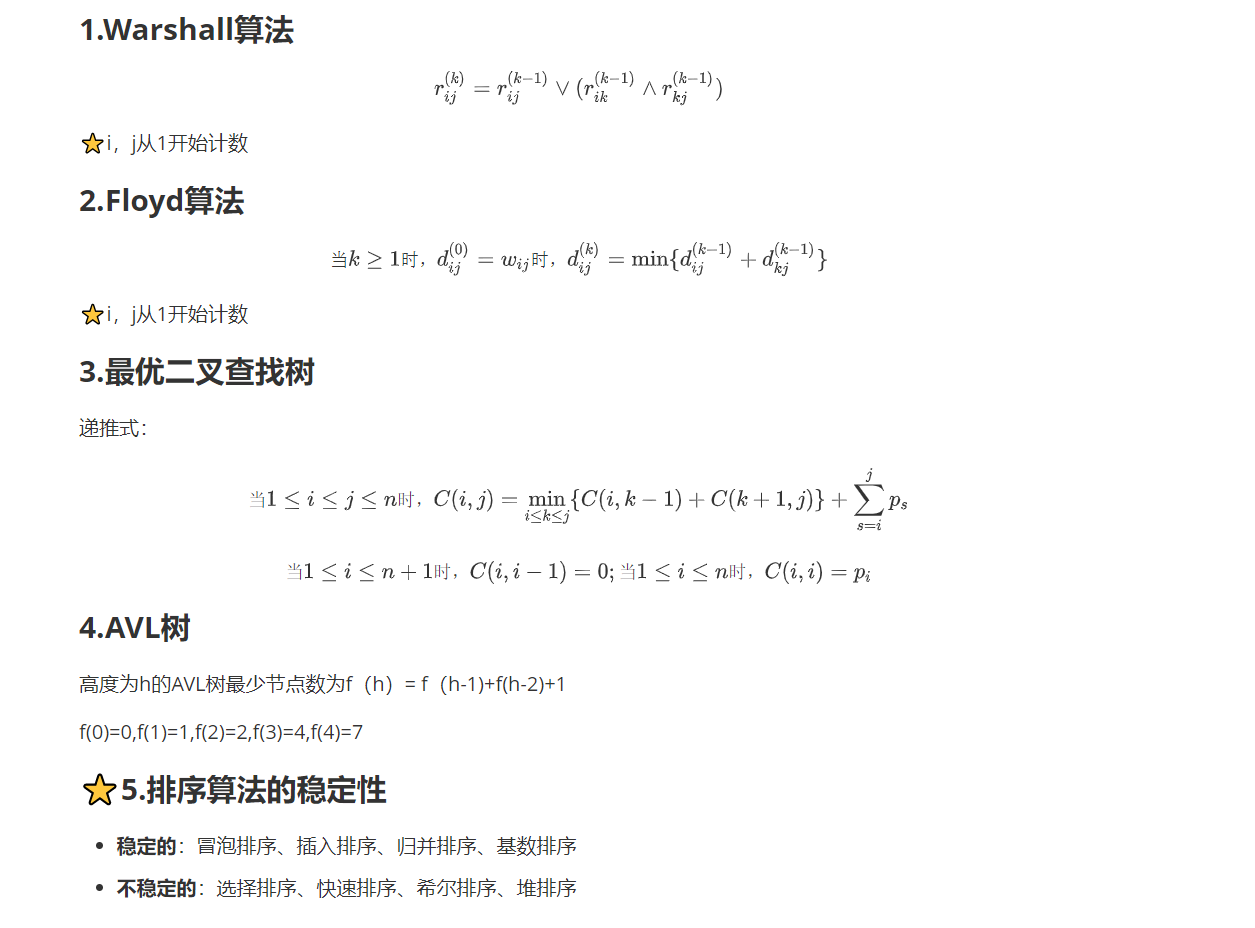 1.Warshall算法
$r_{ij}^{(k)} = r_{ij}^{(k-1)} \vee (r_{ik}^{(k-1)} \wedge r_{kj}^{(k-1)})$
⭐i，j从1开始计数
2.Floyd算法
当$k \geq 1$时，$d_{ij}^{(0)} = w_{ij}$时，$d_{ij}^{(k)} = \min\{d_{ij}^{(k-1)} + d_{kj}^{(k-1)}\}$
⭐i，j从1开始计数
3.最优二叉查找树
递推式：
当$1 \leq i \leq j \leq n$时，$C(i,j) = \min_{i \leq k \leq j}\{C(i,k-1) + C(k+1,j)\} + \sum_{s=i}^{j} p_s$
当$1 \leq i \leq n+1$时，$C(i,i-1) = 0;$当$1 \leq i \leq n$时，$C(i,i) = p_i$
4.AVL树
高度为h的AVL树最少节点数为f（h）= f（h-1)+f(h-2)+1
f(0)=0,f(1)=1,f(2)=2,f(3)=4,f(4)=7
⭐5.排序算法的稳定性
• 稳定的：冒泡排序、插入排序、归并排序、基数排序
• 不稳定的：选择排序、快速排序、希尔排序、堆排序